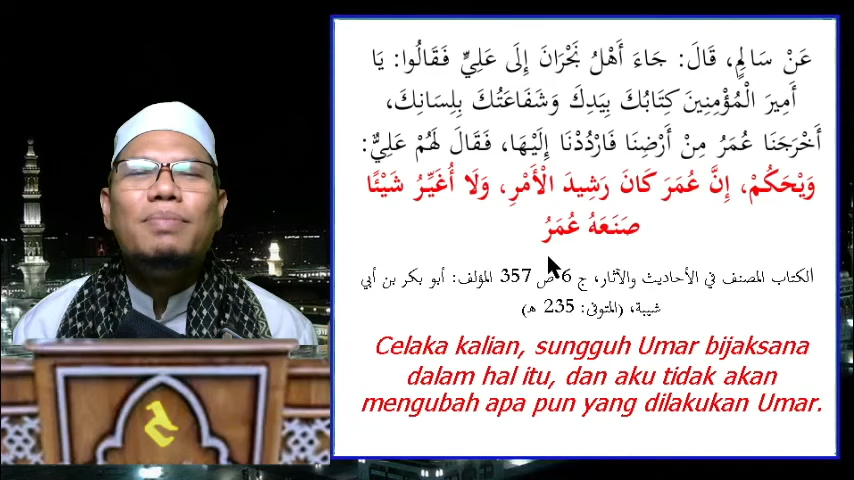 عَنْ سَالِمٍ، قَالَ: جَاءَ أَهْلُ نَجْرَانَ إِلَى عَلِيٍّ فَقَالُوا: يَا
أَمِيرَ الْمُؤْمِنِينَ كِتَابُكَ بِيَدِكَ وَشَفَاعَتُكَ بِلِسَانِكَ،
أَخْرَجَنَا عُمَرُ مِنْ أَرْضِنَا فَارْدُدْنَا إِلَيْهَا، فَقَالَ لَهُمْ عَلِيٌّ:
وَيْحَكُمْ، إِنَّ عُمَرَ كَانَ رَشِيدَ الْأَمْرِ، وَلَا أُغَيِّرُ شَيْئًا
صَنَعَهُ عُمَرُ
الكتاب المصنف في الأحاديث والآثار، ج 6 ص 357 المؤلف: أبو بكر بن أبي
شيبة، (المتوفى: 235 هـ)
Celaka kalian, sungguh Umar bijaksana
dalam hal itu, dan aku tidak akan
mengubah apa pun yang dilakukan Umar.